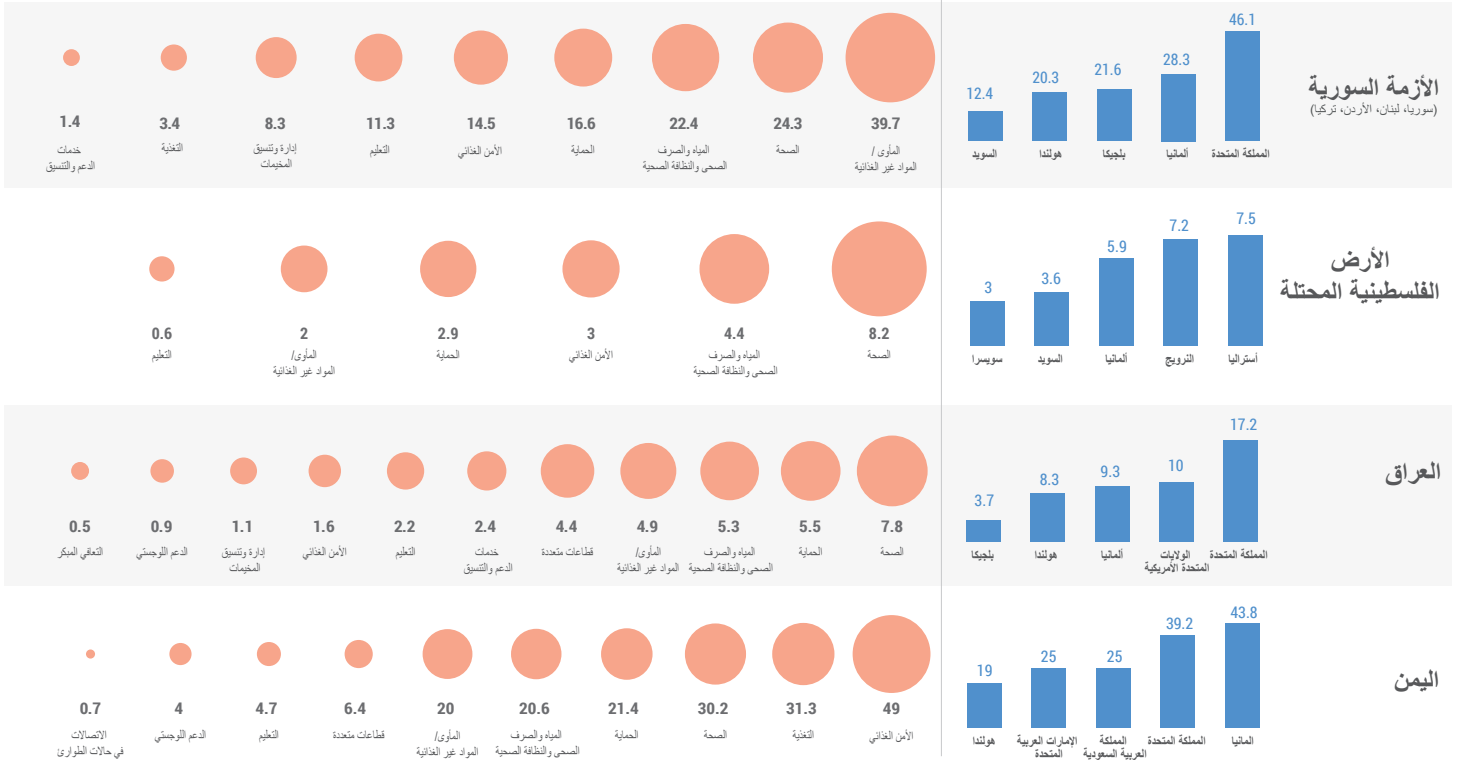 الأزمة السورية
(سوريا، لبنان، الأردن، تركيا)
46.1
28.3
21.6
20.3
12.4
المملكة المتحدة
ألمانيا
بلجيكا
هولندا
السويد
39.7
24.3
22.4
16.6
14.5
11.3
8.3
3.4
1.4
المأوى /
المواد غير الغذائية
الصحة
المياه والصرف
الصحى والنظافة الصحية
الحماية
الأمن الغذائي
التعليم
إدارة وتنسيق
المخيمات
التغذية
خدمات
الدعم والتنسيق
الأرض
الفلسطينية المحتلة
7.5
7.2
5.9
3.6
3
أستراليا
النرويج
ألمانيا
السويد
سويسرا
8.2
4.4
3
2.9
2
0.6
الصحة
المياه والصرف
الصحى والنظافة الصحية
الأمن الغذائي
الحماية
المأوى/
المواد غير الغذائية
التعليم
العراق
17.2
10
9.3
8.3
3.7
المملكة المتحدة
الولايات
المتحدة الأمريكية
ألمانيا
هولندا
بلجيكا
7.8
5.5
5.3
4.9
4.4
2.4
2.2
1.6
1.1
0.9
0.5
الصحة
الحماية
المياه والصرف
الصحى والنظافة الصحية
المأوى/
المواد غير الغذائية
قطاعات متعددة
خدمات
الدعم والتنسيق
التعليم
الأمن الغذائي
إدارة وتنسيق
المخيمات
الدعم اللوجستي
التعافي المبكر
اليمن
43.8
39.2
25
25
19
المانيا
المملكة المتحدة
المملكة
العربية السعودية
الإمارات العربية
المتحدة
هولندا
49
31.3
30.2
21.4
20.6
20
6.4
4.7
4
0.7
الأمن الغذائي
التغذية
الصحة
الحماية
المياه والصرف
الصحى والنظافة الصحية
المأوى/
المواد غير الغذائية
قطاعات متعددة
التعليم
الدعم اللوجستي
الاتصالات
في حالات الطوارئ